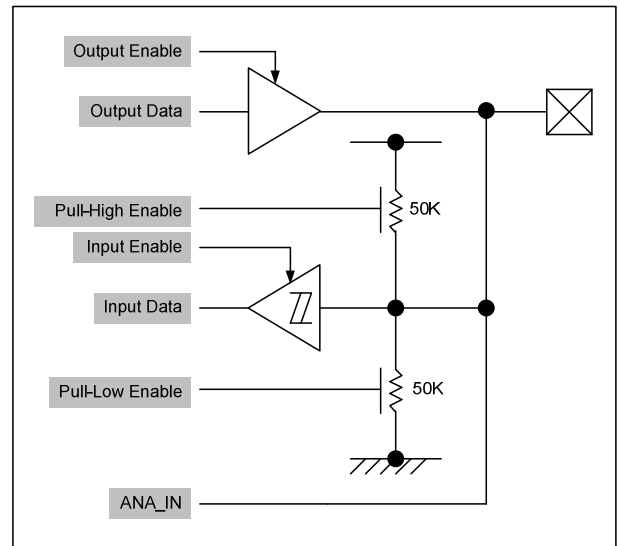 Output Enable
Output Data
Pull-High Enable
50K
Input Enable
Input Data
Pull-Low Enable
50K
ANA_IN